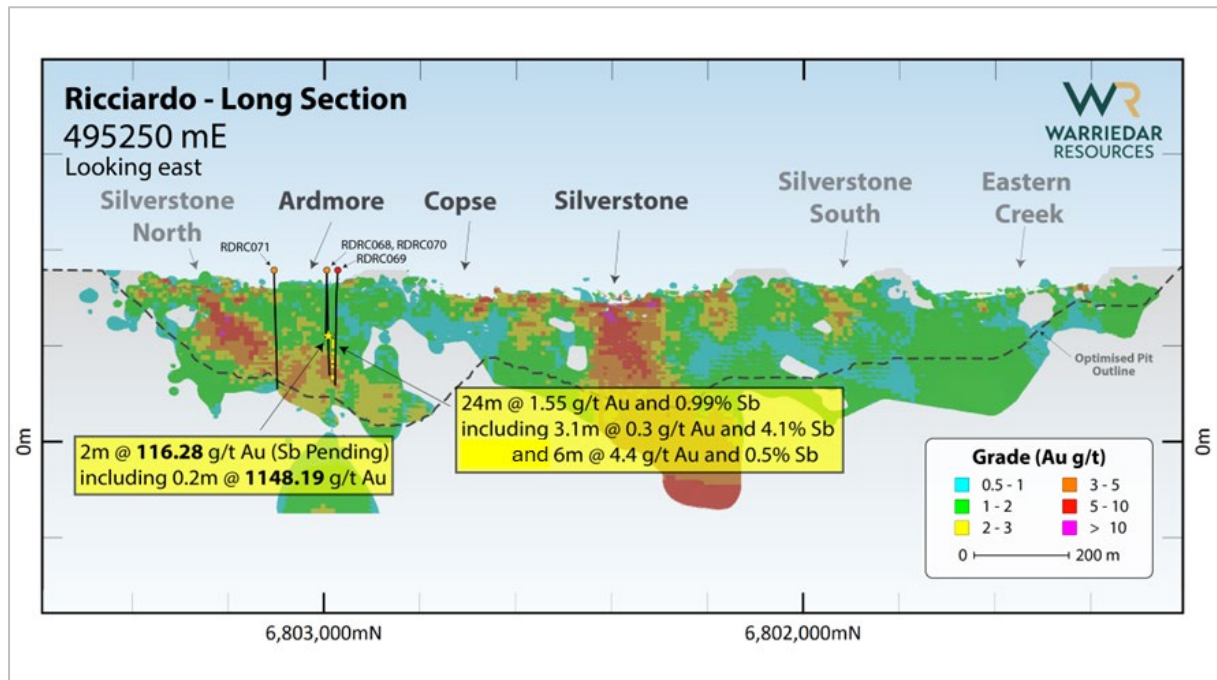 Ricciardo - Long Section
495250 mE
Looking east
WR
WARRIEDAR
RESOURCES
Silverstone
North
Ardmore
Copse
Silverstone
Silverstone
South
Eastern
Creek
RDRC071
RDRC068, RDRC070
RDRC069
Optimised Pit
Outline
24m @ 1.55 g/t Au and 0.99% Sb
including 3.1m @ 0.3 g/t Au and 4.1% Sb
and 6m @ 4.4 g/t Au and 0.5% Sb
2m @ 116.28 g/t Au (Sb Pending)
including 0.2m @ 1148.19 g/t Au
0m
0m
Grade (Au g/t)
0.5 - 1
3 - 5
1 - 2
5 - 10
2 - 3
> 10
0
200 m
6,803,000mN
6,802,000mN